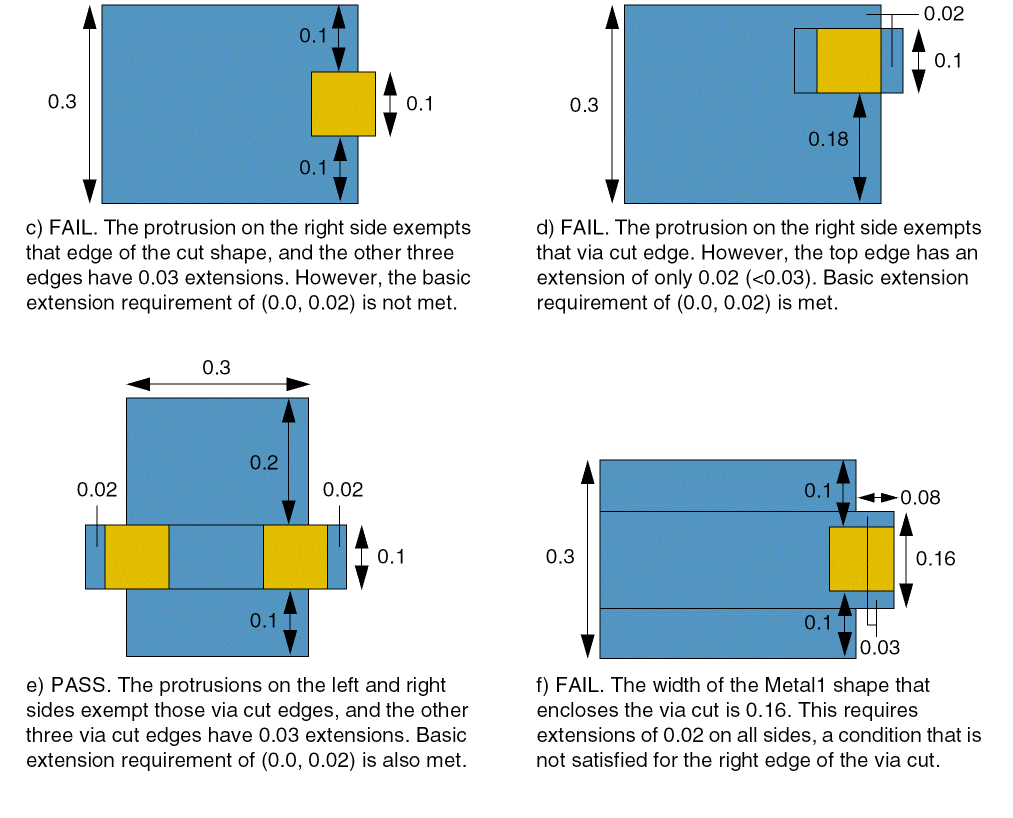 0.1
0.3
0.1
0.1
c) FAIL. The protrusion on the right side exempts
that edge of the cut shape, and the other three
edges have 0.03 extensions. However, the basic
extension requirement of (0.0, 0.02) is not met.
0.02
0.1
0.3
0.18
d) FAIL. The protrusion on the right side exempts
that via cut edge. However, the top edge has an
extension of only 0.02 (<0.03). Basic extension
requirement of (0.0, 0.02) is met.
0.3
0.2
0.02
0.02
0.1
0.1
e) PASS. The protrusions on the left and right
sides exempt those via cut edges, and the other
three via cut edges have 0.03 extensions. Basic
extension requirement of (0.0, 0.02) is also met.
0.1
0.08
0.3
0.16
0.1
0.03
f) FAIL. The width of the Metal1 shape that
encloses the via cut is 0.16. This requires
extensions of 0.02 on all sides, a condition that is
not satisfied for the right edge of the via cut.